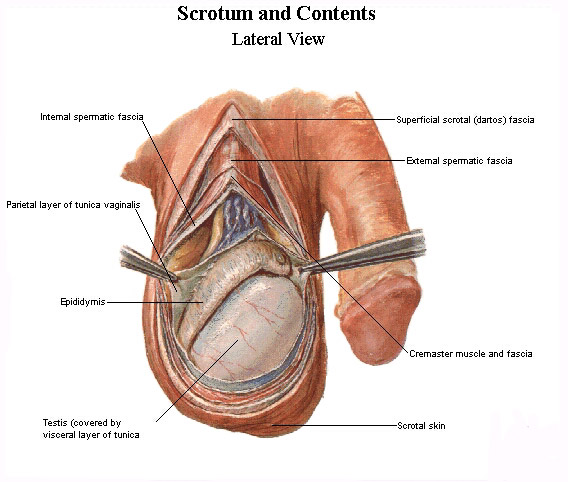 Scrotum and Contents
Lateral View
Internal spermatic fascia
Superficial scrotal (dartos) fascia
External spermatic fascia
Parietal layer of tunica vaginalis
Epididymis
Cremaster muscle and fascia
Testis (covered by
visceral layer of tunica
Scrotal skin